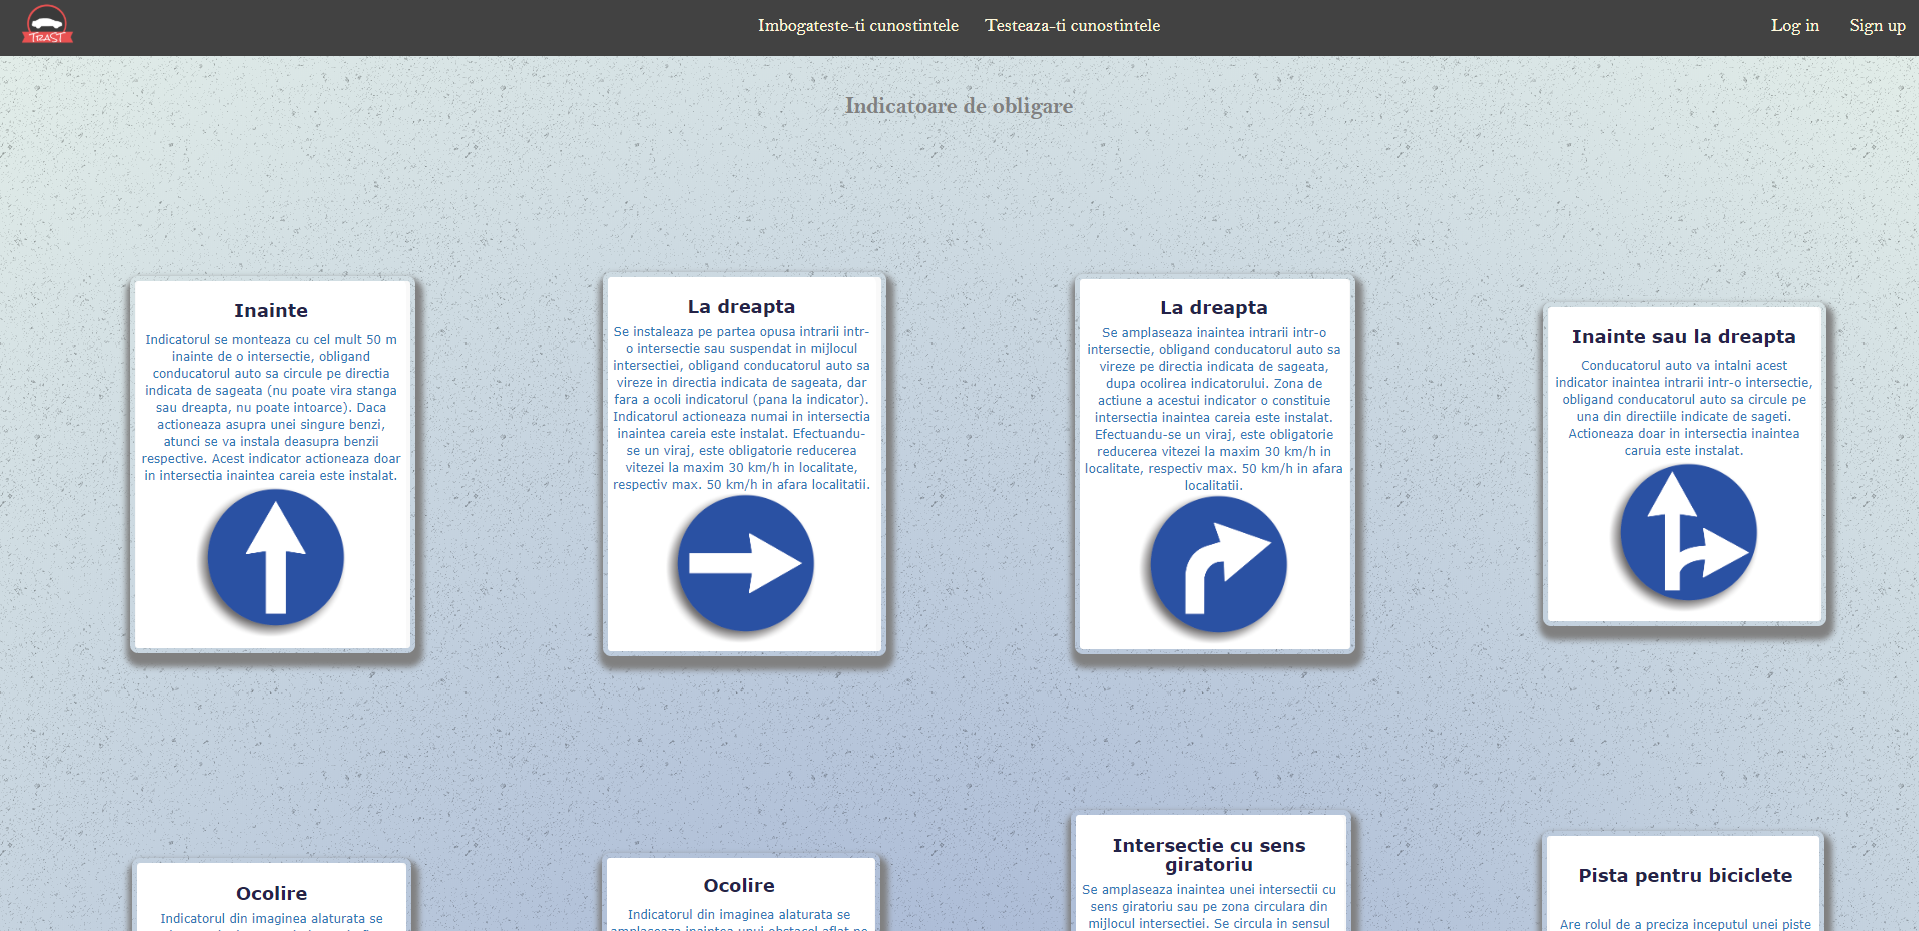 TRAST
Imbogateste-ti cunostintele
Testeaza-ti cunostintele
Log in
Sign up
Indicatoare de obligare
Inainte
Indicatorul se monteaza cu cel mult 50 m
inainte de o intersectie, obligand
conducatorul auto sa circule pe directia
indicata de sageata (nu poate vira stanga
sau dreapta, nu poate intoarce). Daca
actioneaza asupra unei singure benzi,
atunci se va instala deasupra benzii
respective. Acest indicator actioneaza doar
in intersectia inaintea careia este instalat.
La dreapta
Se instaleaza pe partea opusa intrarii intr-
o intersectie sau suspendat in mijlocul
intersectiei, obligand conducatorul auto sa
vireze in directia indicata de sageata, dar
fara a ocoli indicatorul (pana la indicator).
Indicatorul actioneaza numai in intersectia
inaintea careia este instalat. Efectuandu-
se un viraj, este obligatorie reducerea
vitezei la maxim 30 km/h in localitate,
respectiv max. 50 km/h in afara localitatii.
La dreapta
Se amplaseaza inaintea intrarii intr-o
intersectie, obligand conducatorul auto sa
vireze pe directia indicata de sageata,
dupa ocolirea indicatorului. Zona de
actiune a acestui indicator o constituie
intersectia inaintea careia este instalat.
Efectuandu-se un viraj, este obligatorie
reducerea vitezei la maxim 30 km/h in
localitate, respectiv max. 50 km/h in afara
localitatii.
Inainte sau la dreapta
Conducatorul auto va intalni acest
indicator inaintea intrarii intr-o intersectie,
obligand conducatorul auto sa circule pe
una din directiile indicate de sageti.
Actioneaza doar in intersectia inaintea
caruia este instalat.
Ocolire
Indicatorul din imaginea alaturata se
Ocolire
Indicatorul din imaginea alaturata se
amplaseaza inaintea unui obstacol aflat pe
Intersectie cu sens
giratoriu
Se amplaseaza inaintea unei intersectii cu
sens giratoriu sau pe zona circulara din
mijlocul intersectiei. Se circula in sensul
Pista pentru biciclete
Are rolul de a preciza inceputul unei piste